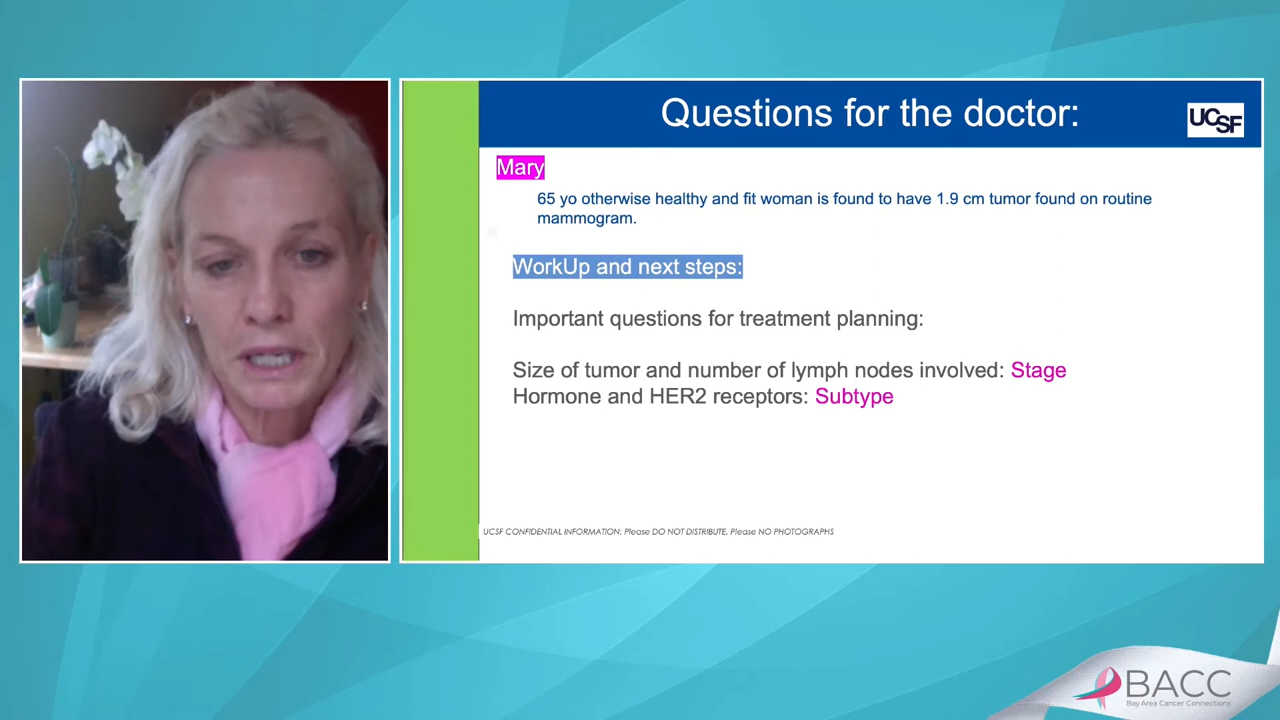 Questions for the doctor:
UCSF
Mary
65 yo otherwise healthy and fit woman is found to have 1.9 cm tumor found on routine
mammogram.
WorkUp and next steps:
Important questions for treatment planning:
Size of tumor and number of lymph nodes involved: Stage
Hormone and HER2 receptors: Subtype
UCSF CONFIDENTIAL INFORMATION: Please DO NOT DISTRIBUTE, Please NO PHOTOGRAPHS
BACC
Bay Area Cancer Connections